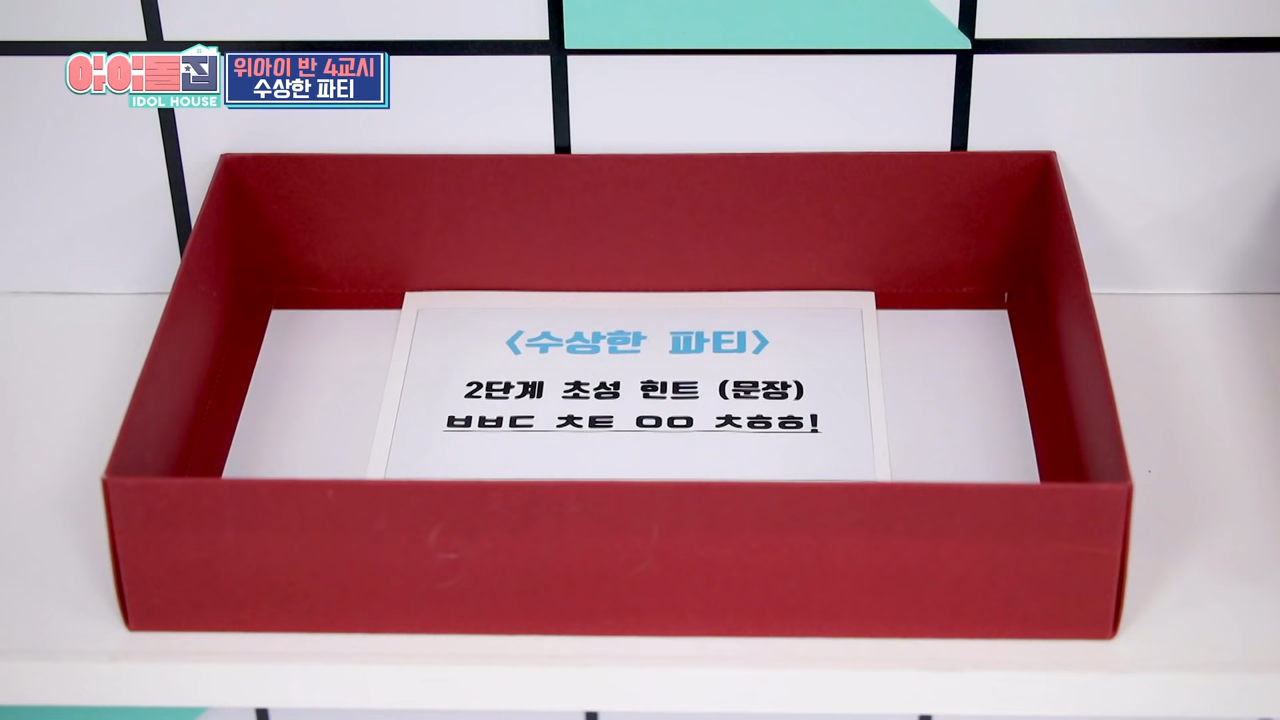 아이돌집
IDOL HOUSE
위아이 반 4교시
수상한 파티
<수상한 파티>
2단계 초성 힌트 (문장)
ㅂㅂㄷ ㅊㅌ ㅇㅇ ㅊㅎㅎ!